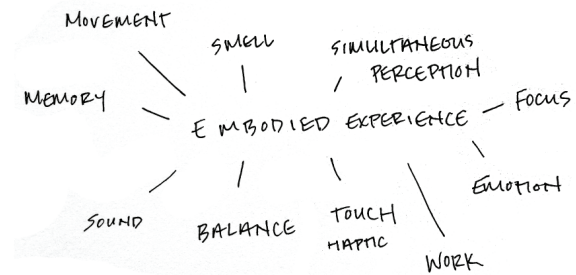 MOVEMENT
SMELL
SIMULTANEOUS
PERCEPTION
MEMORY
FOCUS
EMBODIED EXPERIENCE
EMOTION
SOUND
BALANCE
TOUCH
HAPTIC
WORK